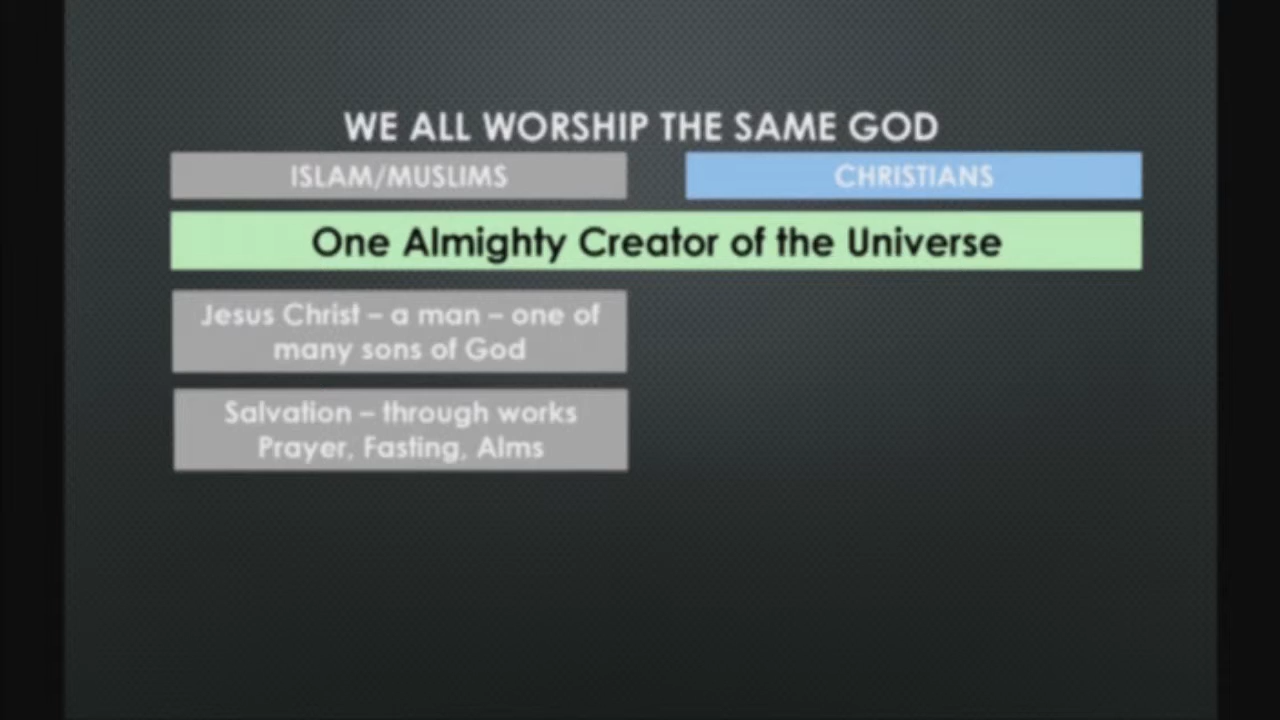 WE ALL WORSHIP THE SAME GOD
ISLAM/MUSLIMS
CHRISTIANS
One Almighty Creator of the Universe
Jesus Christ – a man – one of
many sons of God
Salvation – through works
Prayer, Fasting, Alms